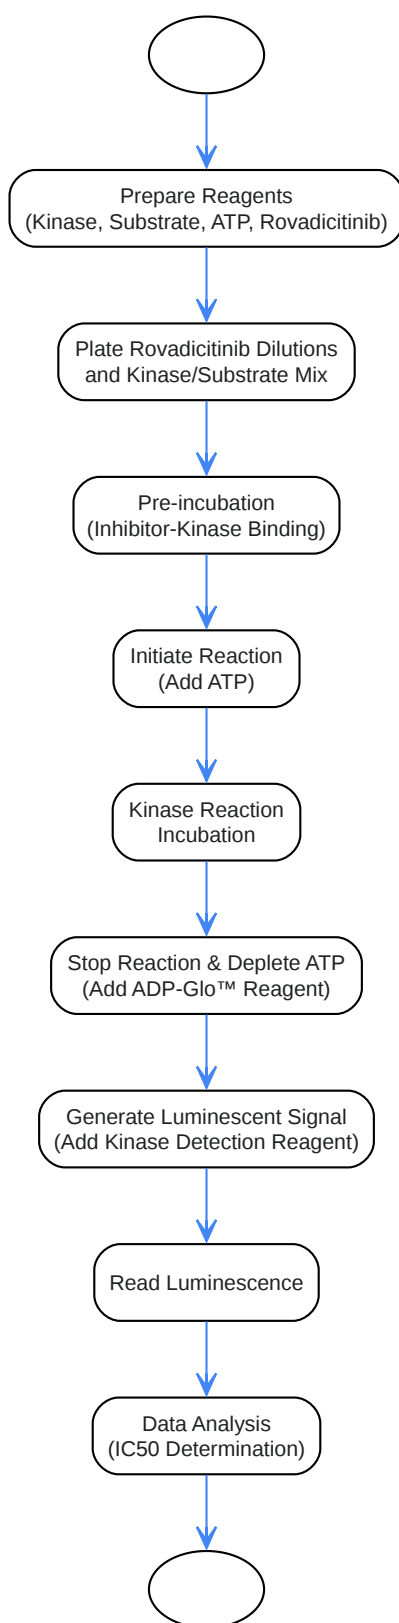 Prepare Reagents
(Kinase, Substrate, ATP, Rovadicitinib)
Plate Rovadicitinib Dilutions
and Kinase/Substrate Mix
Pre-incubation
(Inhibitor-Kinase Binding)
Initiate Reaction
(Add ATP)
Kinase Reaction
Incubation
Stop Reaction & Deplete ATP
(Add ADP-Glo™ Reagent)
Generate Luminescent Signal
(Add Kinase Detection Reagent)
Read Luminescence
Data Analysis
(IC50 Determination)